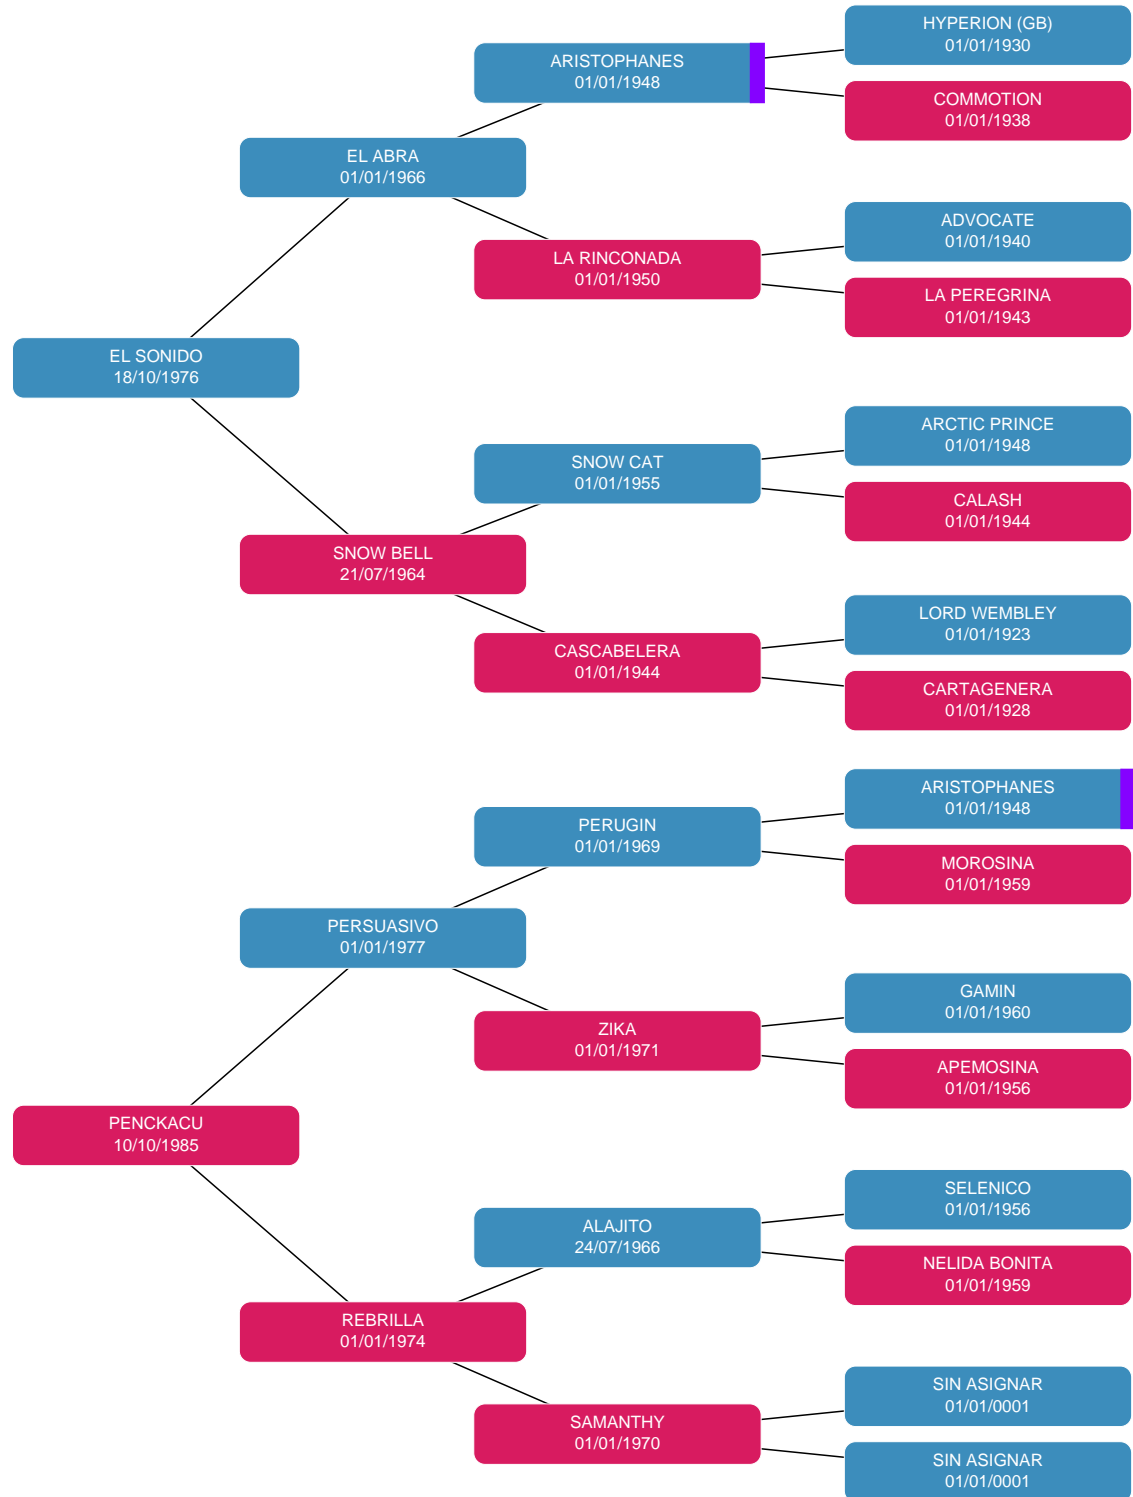 HYPERION (GB)
01/01/1930
ARISTOPHANES
01/01/1948
COMMOTION
01/01/1938
EL ABRA
01/01/1966
ADVOCATE
01/01/1940
LA RINCONADA
01/01/1950
LA PEREGRINA
01/01/1943
EL SONIDO
18/10/1976
ARCTIC PRINCE
01/01/1948
SNOW CAT
01/01/1955
CALASH
01/01/1944
SNOW BELL
21/07/1964
LORD WEMBLEY
01/01/1923
CASCABELERA
01/01/1944
CARTAGENERA
01/01/1928
ARISTOPHANES
01/01/1948
PERUGIN
01/01/1969
MOROSINA
01/01/1959
PERSUASIVO
01/01/1977
GAMIN
01/01/1960
ZIKA
01/01/1971
APEMOSINA
01/01/1956
PENCKACU
10/10/1985
SELENICO
01/01/1956
ALAJITO
24/07/1966
NELIDA BONITA
01/01/1959
REBRILLA
01/01/1974
SIN ASIGNAR
01/01/0001
SAMANTHY
01/01/1970
SIN ASIGNAR
01/01/0001